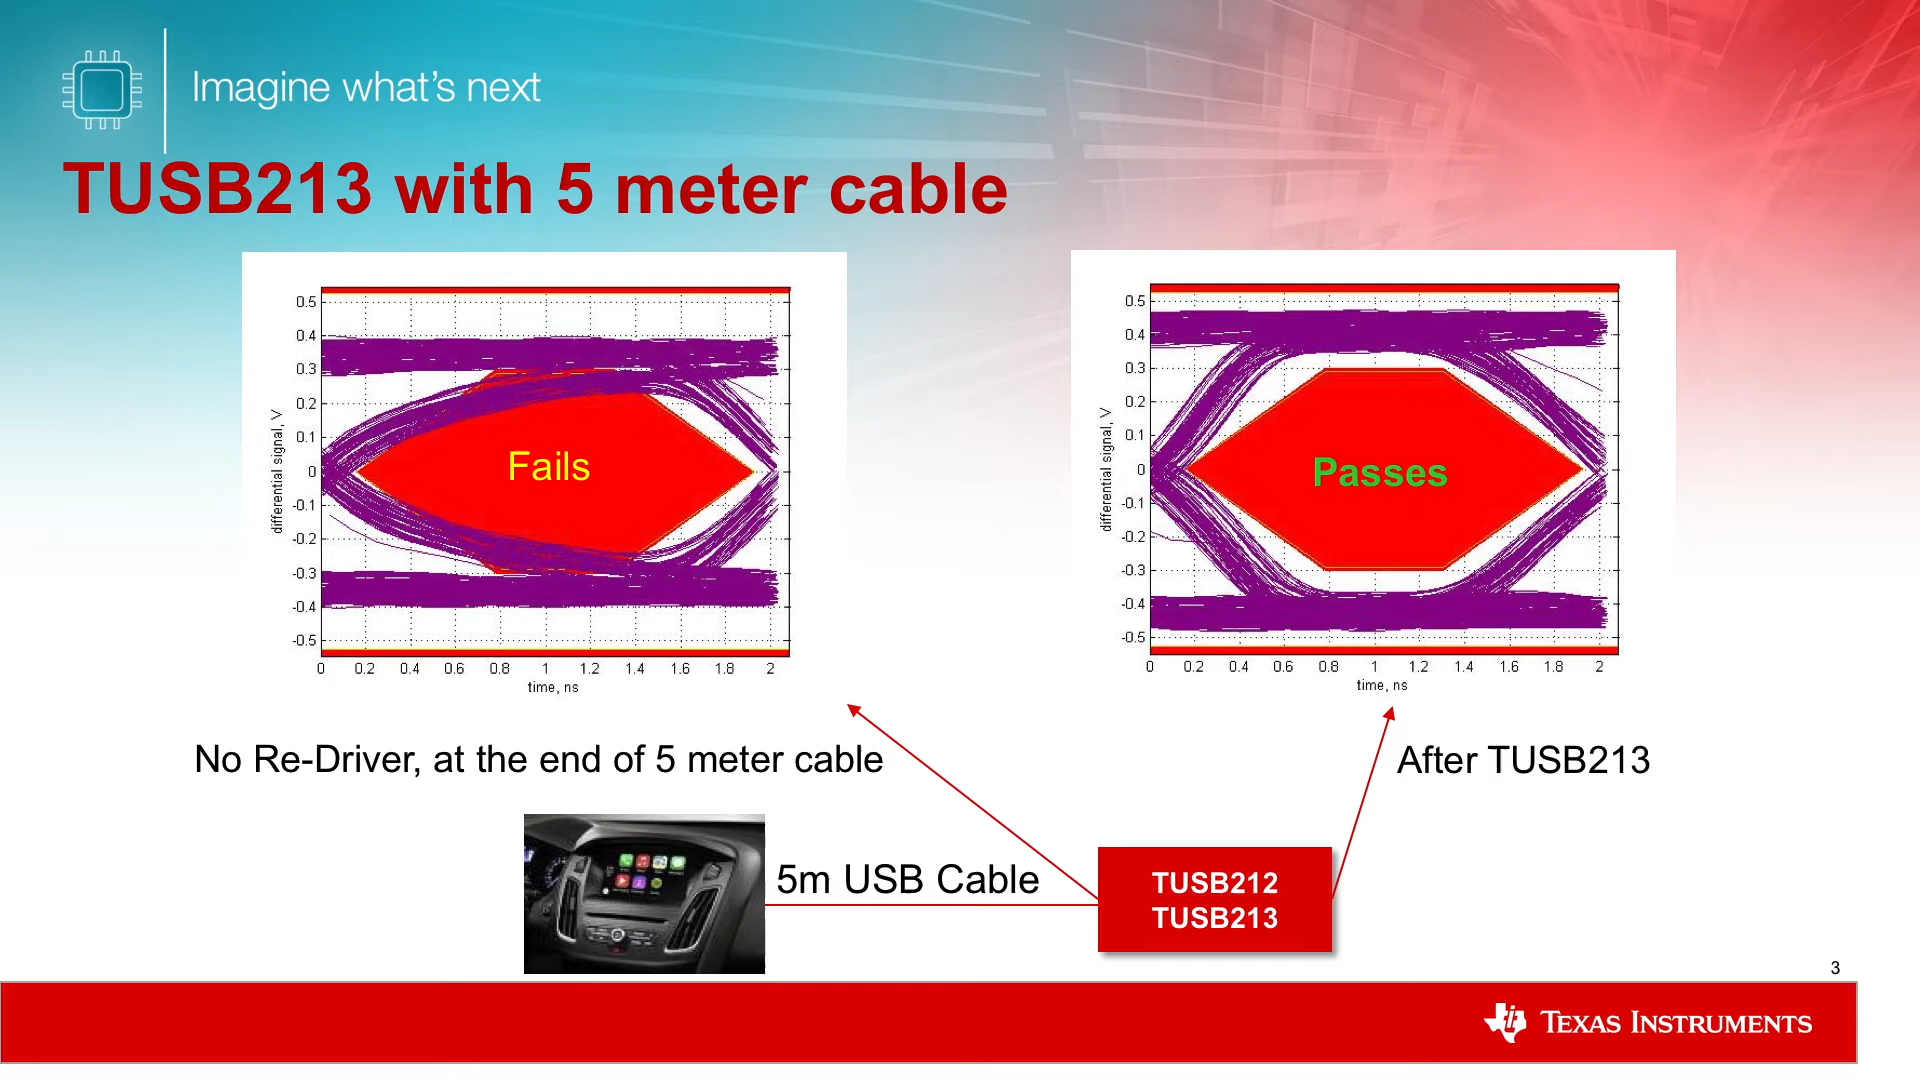 Imagine what's next
TUSB213 with 5 meter cable
0.5
0.4
0.3
0.2
0.1
0
-0.1
-0.2
-0.3
-0.4
-0.5
differential signal, V
Fails
0 0.2 0.4 0.6 0.8 1 1.2 1.4 1.6 1.8 2
time, ns
0.5
0.4
0.3
0.2
0.1
0
-0.1
-0.2
-0.3
-0.4
-0.5
differential signal, V
Passes
0 0.2 0.4 0.6 0.8 1 1.2 1.4 1.6 1.8 2
time, ns
No Re-Driver, at the end of 5 meter cable
After TUSB213
5m USB Cable
TUSB212
TUSB213
3
TEXAS INSTRUMENTS